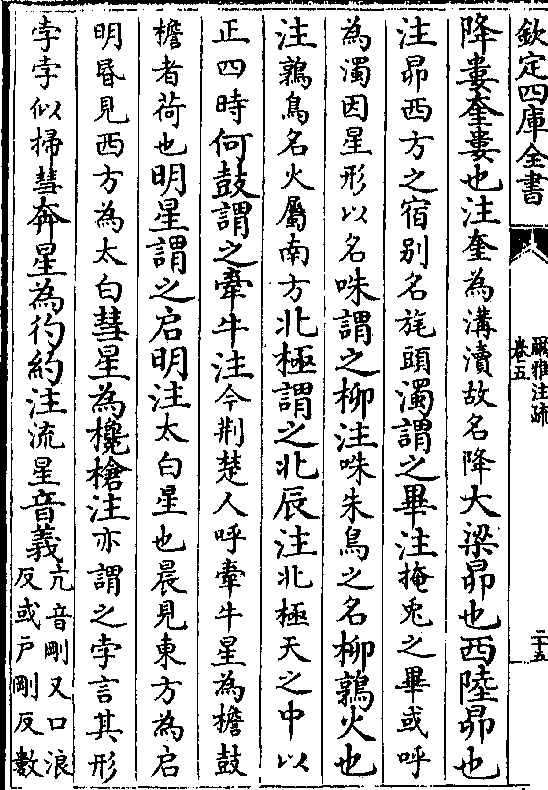 欽定四庫全書
爾雅注疏
卷五
二十五
降婁奎婁也注奎為溝瀆故名降大梁昴也西陸昴也
注昴西方之宿别名旄頭濁謂之畢注掩兎之畢或呼
為濁因星形以名咮謂之柳注咮朱鳥之名柳鶉火也
注鶉鳥名火屬南方北極謂之北辰注北極天之中以
正四時何鼓謂之牽牛注今荆楚人呼牽牛星為檐鼓
檐者荷也明星謂之启明注太白星也晨見東方為启
明昏見西方為太白彗星為欃槍注亦謂之孛言其形
孛孛似掃彗奔星為彴約注流星音義亢音剛又口浪
反或戶剛反數